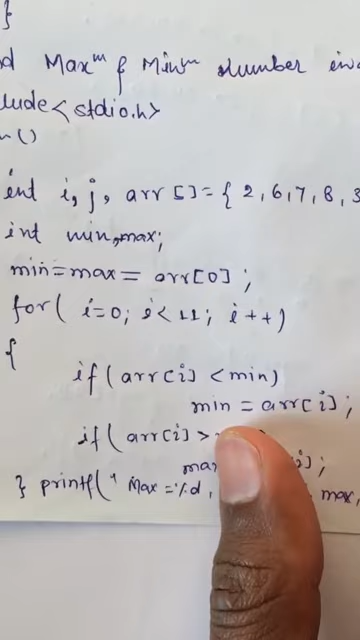 }
Max^m & Min^m Number in
lude<stdio.h>
n()
int i, j, arr[]={ 2, 6, 7, 8, 3
int min,max;
min=max= arr[0];
for( i=0; i<11; i++)
{
if(arr[i] <min)
min = arr[i];
if( arr[i]>
i];
} printf(" Max =%d, max,